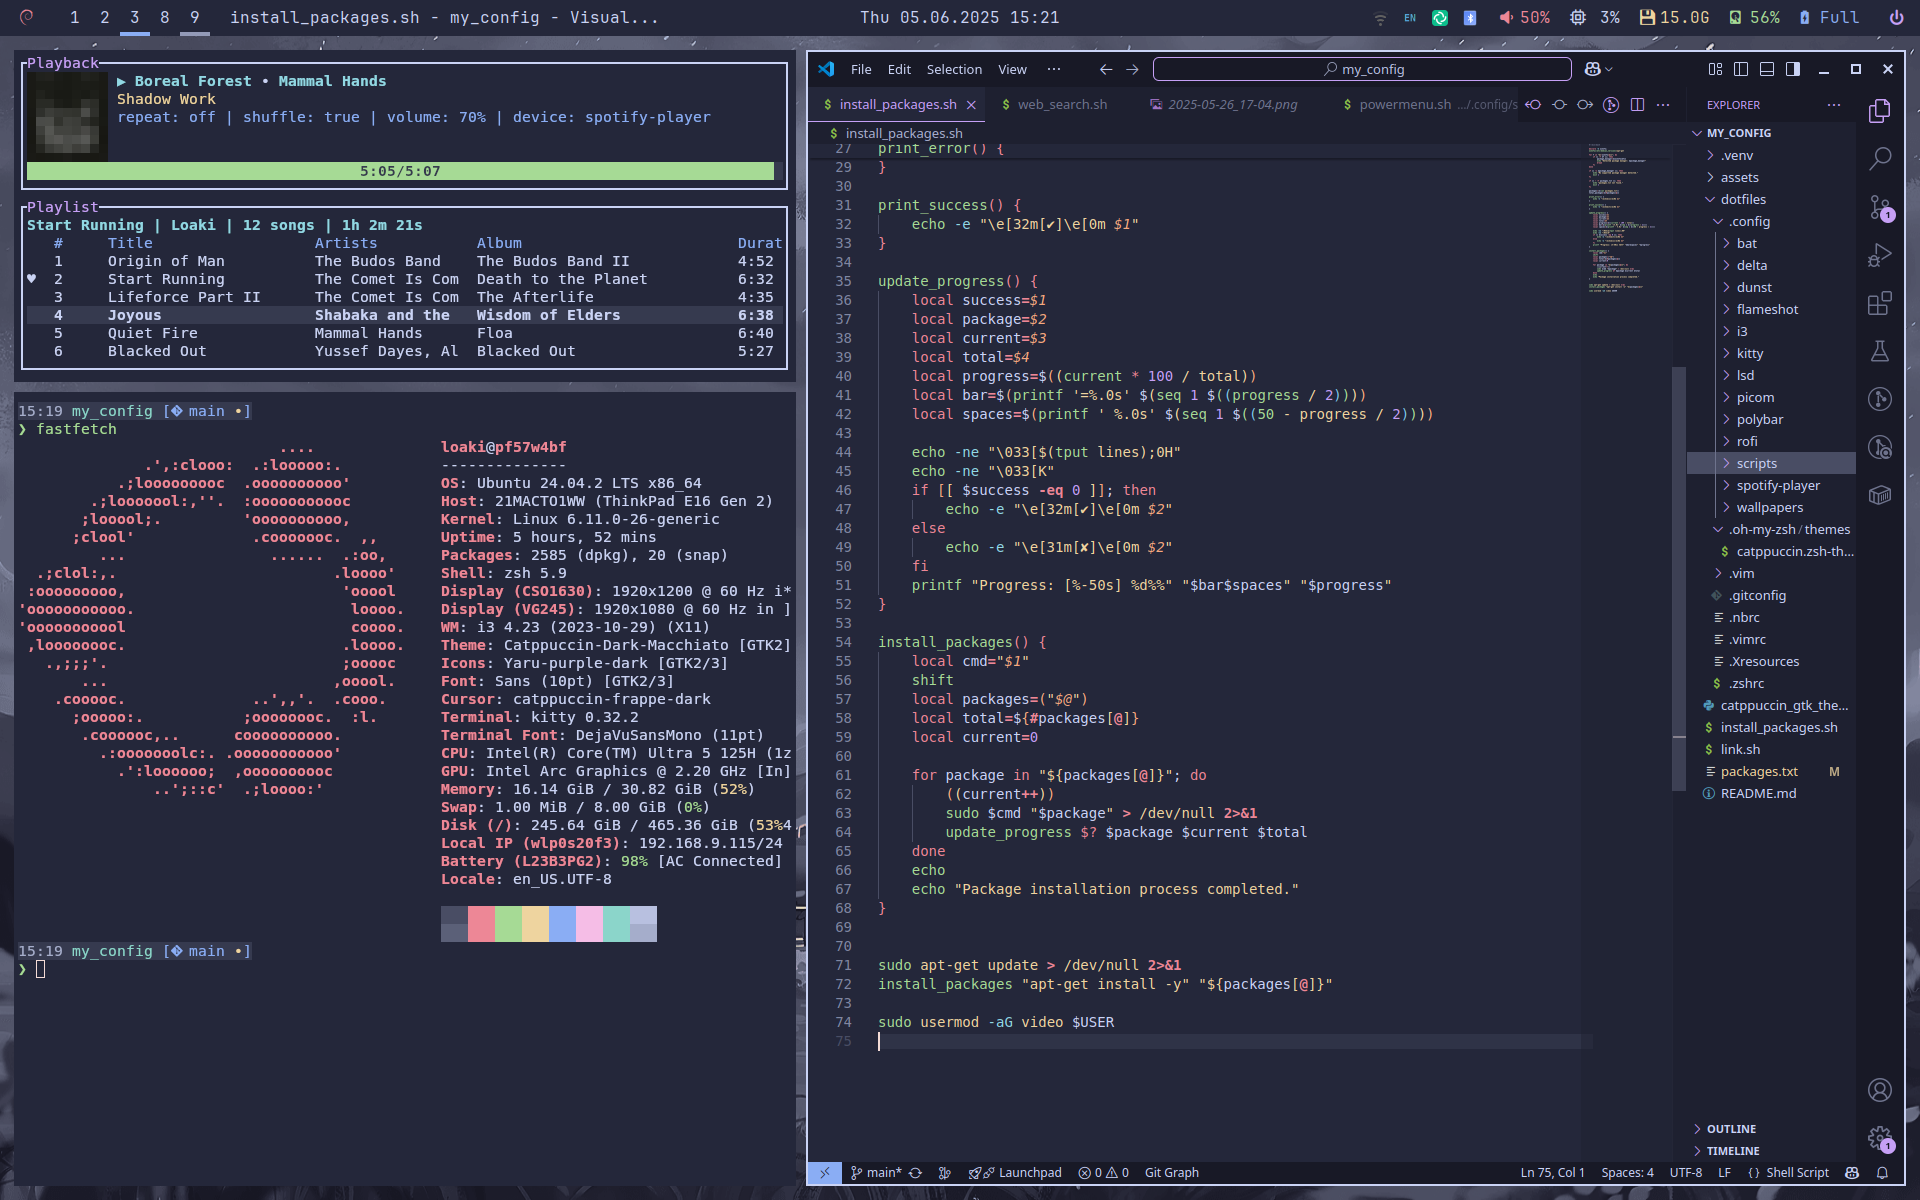 1 2 3 8 9 install_packages.sh - my_config - Visual...
Thu 05.06.2025 15:21
EN 50% 3% 15.0G 56% Full
Playback
▶ Boreal Forest • Mammal Hands
Shadow Work
repeat: off | shuffle: true | volume: 70% | device: spotify-player
5:05/5:07
Playlist
Start Running | Loaki | 12 songs | 1h 2m 21s
# Title Artists Album Durat
1 Origin of Man The Budos Band The Budos Band II 4:52
♥ 2 Start Running The Comet Is Com Death to the Planet 6:32
3 Lifeforce Part II The Comet Is Com The Afterlife 4:35
4 Joyous Shabaka and the Wisdom of Elders 6:38
5 Quiet Fire Mammal Hands Floa 6:40
6 Blacked Out Yussef Dayes, Al Blacked Out 5:27
15:19 my_config [ main •]
❯ fastfetch
loaki@pf57w4bf
--------------
OS: Ubuntu 24.04.2 LTS x86_64
Host: 21MACTO1WW (ThinkPad E16 Gen 2)
Kernel: Linux 6.11.0-26-generic
Uptime: 5 hours, 52 mins
Packages: 2585 (dpkg), 20 (snap)
Shell: zsh 5.9
Display (CSO1630): 1920x1200 @ 60 Hz i*
Display (VG245): 1920x1080 @ 60 Hz in ]
WM: i3 4.23 (2023-10-29) (X11)
Theme: Catppuccin-Dark-Macchiato [GTK2]
Icons: Yaru-purple-dark [GTK2/3]
Font: Sans (10pt) [GTK2/3]
Cursor: catppuccin-frappe-dark
Terminal: kitty 0.32.2
Terminal Font: DejaVuSansMono (11pt)
CPU: Intel(R) Core(TM) Ultra 5 125H (1z
GPU: Intel Arc Graphics @ 2.20 GHz [In]
Memory: 16.14 GiB / 30.82 GiB (52%)
Swap: 1.00 MiB / 8.00 GiB (0%)
Disk (/): 245.64 GiB / 465.36 GiB (53%4
Local IP (wlp0s20f3): 192.168.9.115/24
Battery (L23B3PG2): 98% [AC Connected]
Locale: en_US.UTF-8
15:19 my_config [ main •]
❯
File Edit Selection View ··· my_config
install_packages.sh web_search.sh 2025-05-26_17-04.png powermenu.sh .../.config/s
install_packages.sh
27 print_error() {
29 }
30
31 print_success() {
32     echo -e "\e[32m[✔]\e[0m $1"
33 }
34
35 update_progress() {
36     local success=$1
37     local package=$2
38     local current=$3
39     local total=$4
40     local progress=$((current * 100 / total))
41     local bar=$(printf '=%.0s' $(seq 1 $((progress / 2))))
42     local spaces=$(printf ' %.0s' $(seq 1 $((50 - progress / 2))))
43
44     echo -ne "\033[$(tput lines);0H"
45     echo -ne "\033[K"
46     if [[ $success -eq 0 ]]; then
47         echo -e "\e[32m[✔]\e[0m $2"
48     else
49         echo -e "\e[31m[✘]\e[0m $2"
50     fi
51     printf "Progress: [%-50s] %d%%" "$bar$spaces" "$progress"
52 }
53
54 install_packages() {
55     local cmd="$1"
56     shift
57     local packages=("$@")
58     local total=${#packages[@]}
59     local current=0
60
61     for package in "${packages[@]}"; do
62         ((current++))
63         sudo $cmd "$package" > /dev/null 2>&1
64         update_progress $? $package $current $total
65     done
66     echo
67     echo "Package installation process completed."
68 }
69
70
71 sudo apt-get update > /dev/null 2>&1
72 install_packages "apt-get install -y" "${packages[@]}"
73
74 sudo usermod -aG video $USER
75
EXPLORER ···
MY_CONFIG
.venv
assets
dotfiles
.config
bat
delta
dunst
flameshot
i3
kitty
lsd
picom
polybar
rofi
scripts
spotify-player
wallpapers
.oh-my-zsh/themes
catppuccin.zsh-th...
.vim
.gitconfig
.nbrc
.vimrc
.Xresources
.zshrc
catppuccin_gtk_the...
install_packages.sh
link.sh
packages.txt M
README.md
OUTLINE
TIMELINE
1
1
main* Launchpad 0 0 Git Graph
Ln 75, Col 1 Spaces: 4 UTF-8 LF { } Shell Script